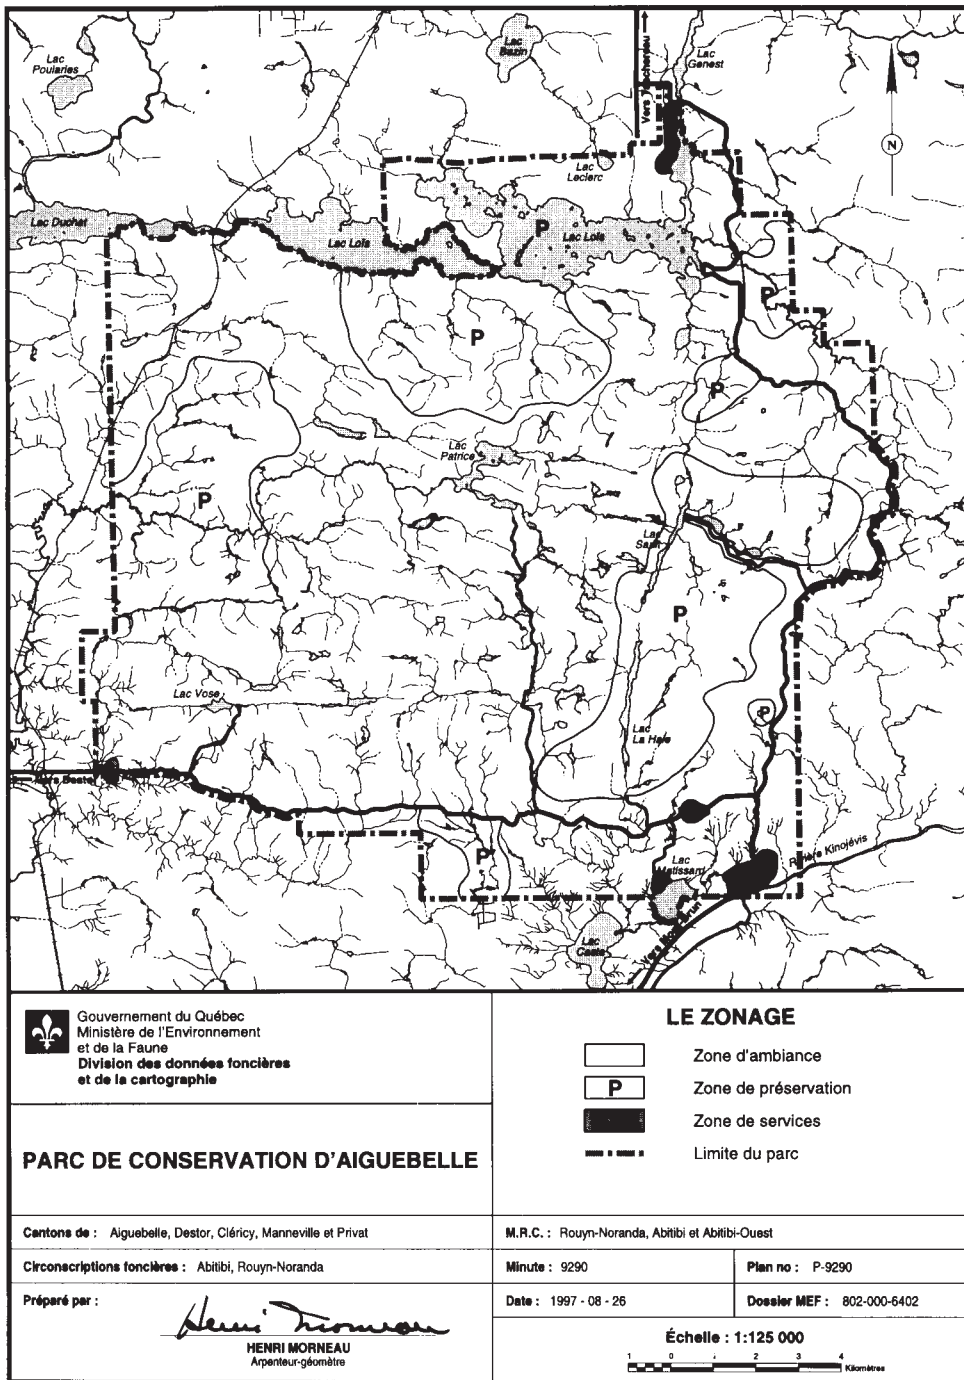 Lac
Poularies
Lac
Bazin
Lac
Genest
Vers Taschereau
N
Lac
Leclerc
Lac Duchat
Lac Loïs
P
Lac Loïs
P
P
P
Lac
Patrice
P
Lac
Sault
P
Lac Vose
Lac
La Haie
P
P
Lac
Matissard
Rivière Kinojévis
Vers Mont-Brun
Lac
Caste
Gouvernement du Québec
Ministère de l'Environnement
et de la Faune
Division des données foncières
et de la cartographie
PARC DE CONSERVATION D'AIGUEBELLE
LE ZONAGE
Zone d'ambiance
P Zone de préservation
Zone de services
Limite du parc
Cantons de : Aiguebelle, Destor, Cléricy, Manneville et Privat
M.R.C. : Rouyn-Noranda, Abitibi et Abitibi-Ouest
Circonscriptions foncières : Abitibi, Rouyn-Noranda
Minute : 9290
Plan no : P-9290
Préparé par :
Henri Morneau
HENRI MORNEAU
Arpenteur-géomètre
Date : 1997 - 08 - 26
Dossier MEF : 802-000-6402
Échelle : 1:125 000
1 0 1 2 3 4
Kilomètres